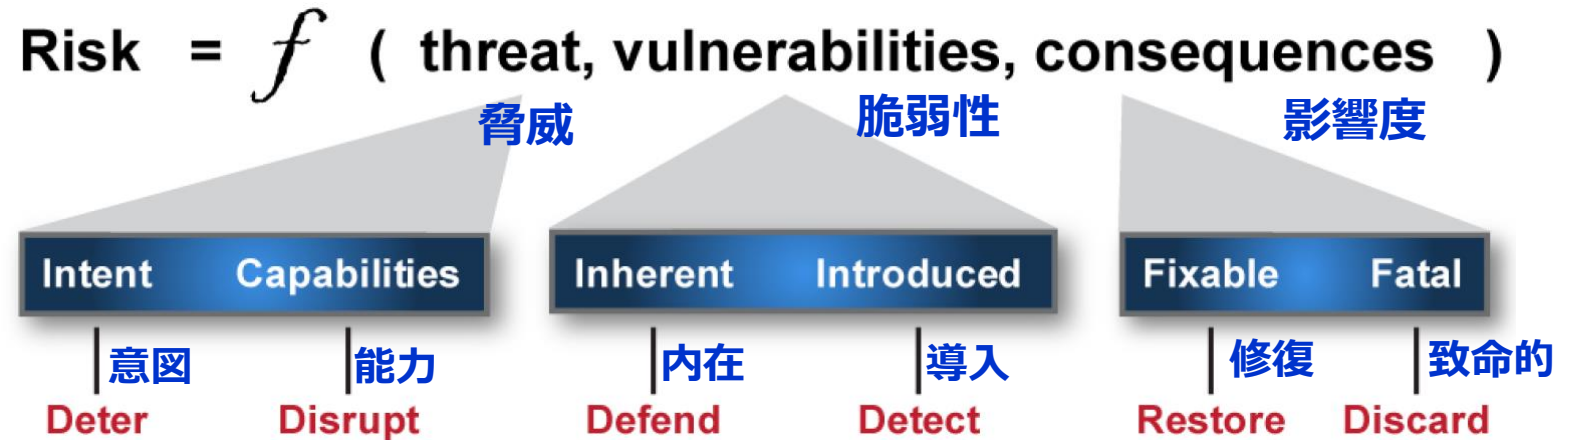 Risk = f ( threat, vulnerabilities, consequences )
脅威 脆弱性 影響度
Intent Capabilities Inherent Introduced Fixable Fatal
意図 能力 内在 導入 修復 致命的
Deter Disrupt Defend Detect Restore Discard